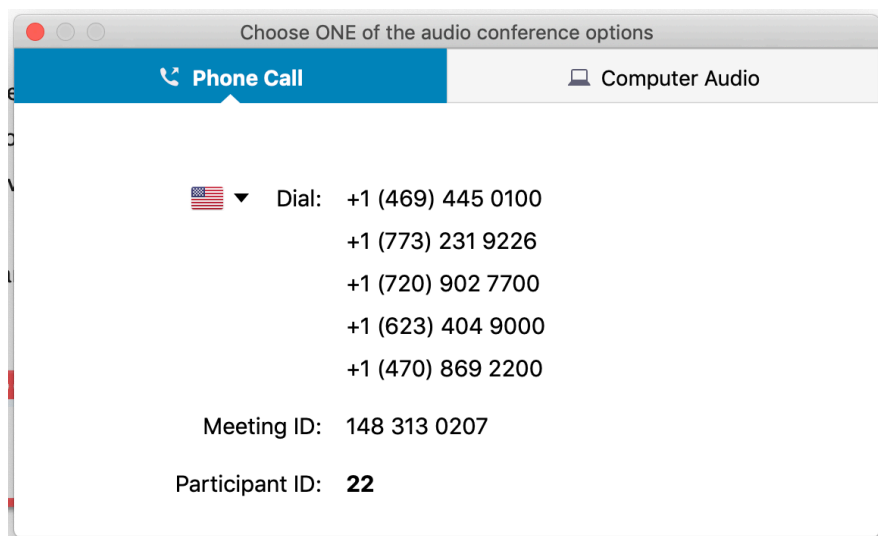 Choose ONE of the audio conference options
Phone Call
Computer Audio
Dial: +1 (469) 445 0100
+1 (773) 231 9226
+1 (720) 902 7700
+1 (623) 404 9000
+1 (470) 869 2200
Meeting ID: 148 313 0207
Participant ID: 22